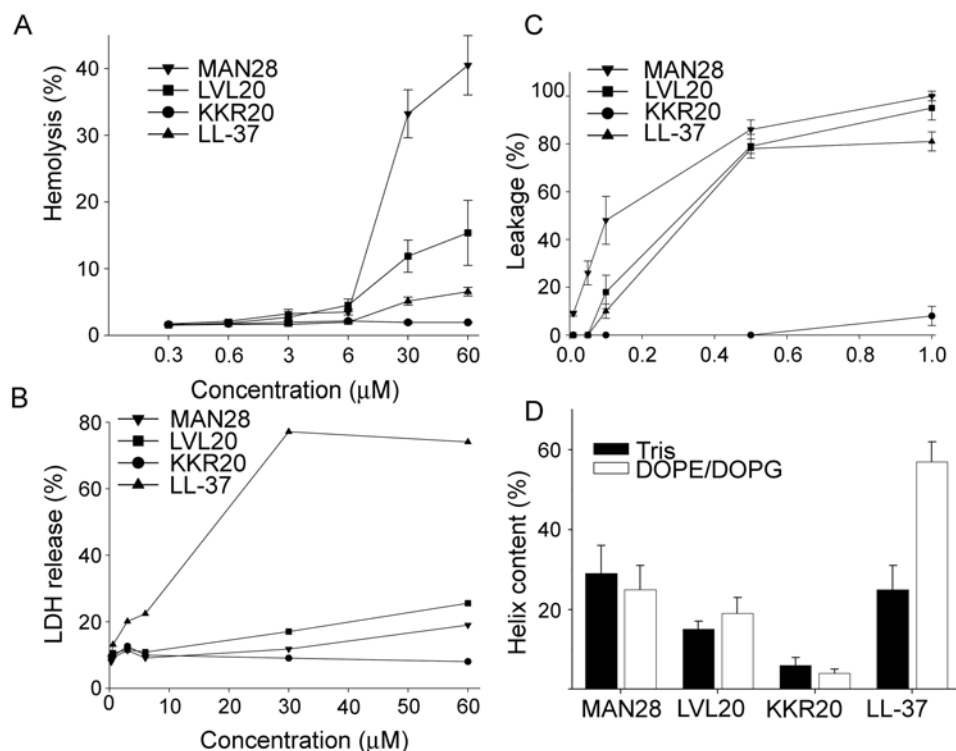 A
Hemolysis (%)
40
30
20
10
0
MAN28
LVL20
KKR20
LL-37
0.3 0.6 3 6 30 60
Concentration (μM)
C
Leakage (%)
100
80
60
40
20
0
MAN28
LVL20
KKR20
LL-37
0.0 0.2 0.4 0.6 0.8 1.0
B
LDH release (%)
80
60
40
20
0
MAN28
LVL20
KKR20
LL-37
0 10 20 30 40 50 60
Concentration (μM)
D
Helix content (%)
60
40
20
Tris
DOPE/DOPG
MAN28 LVL20 KKR20 LL-37